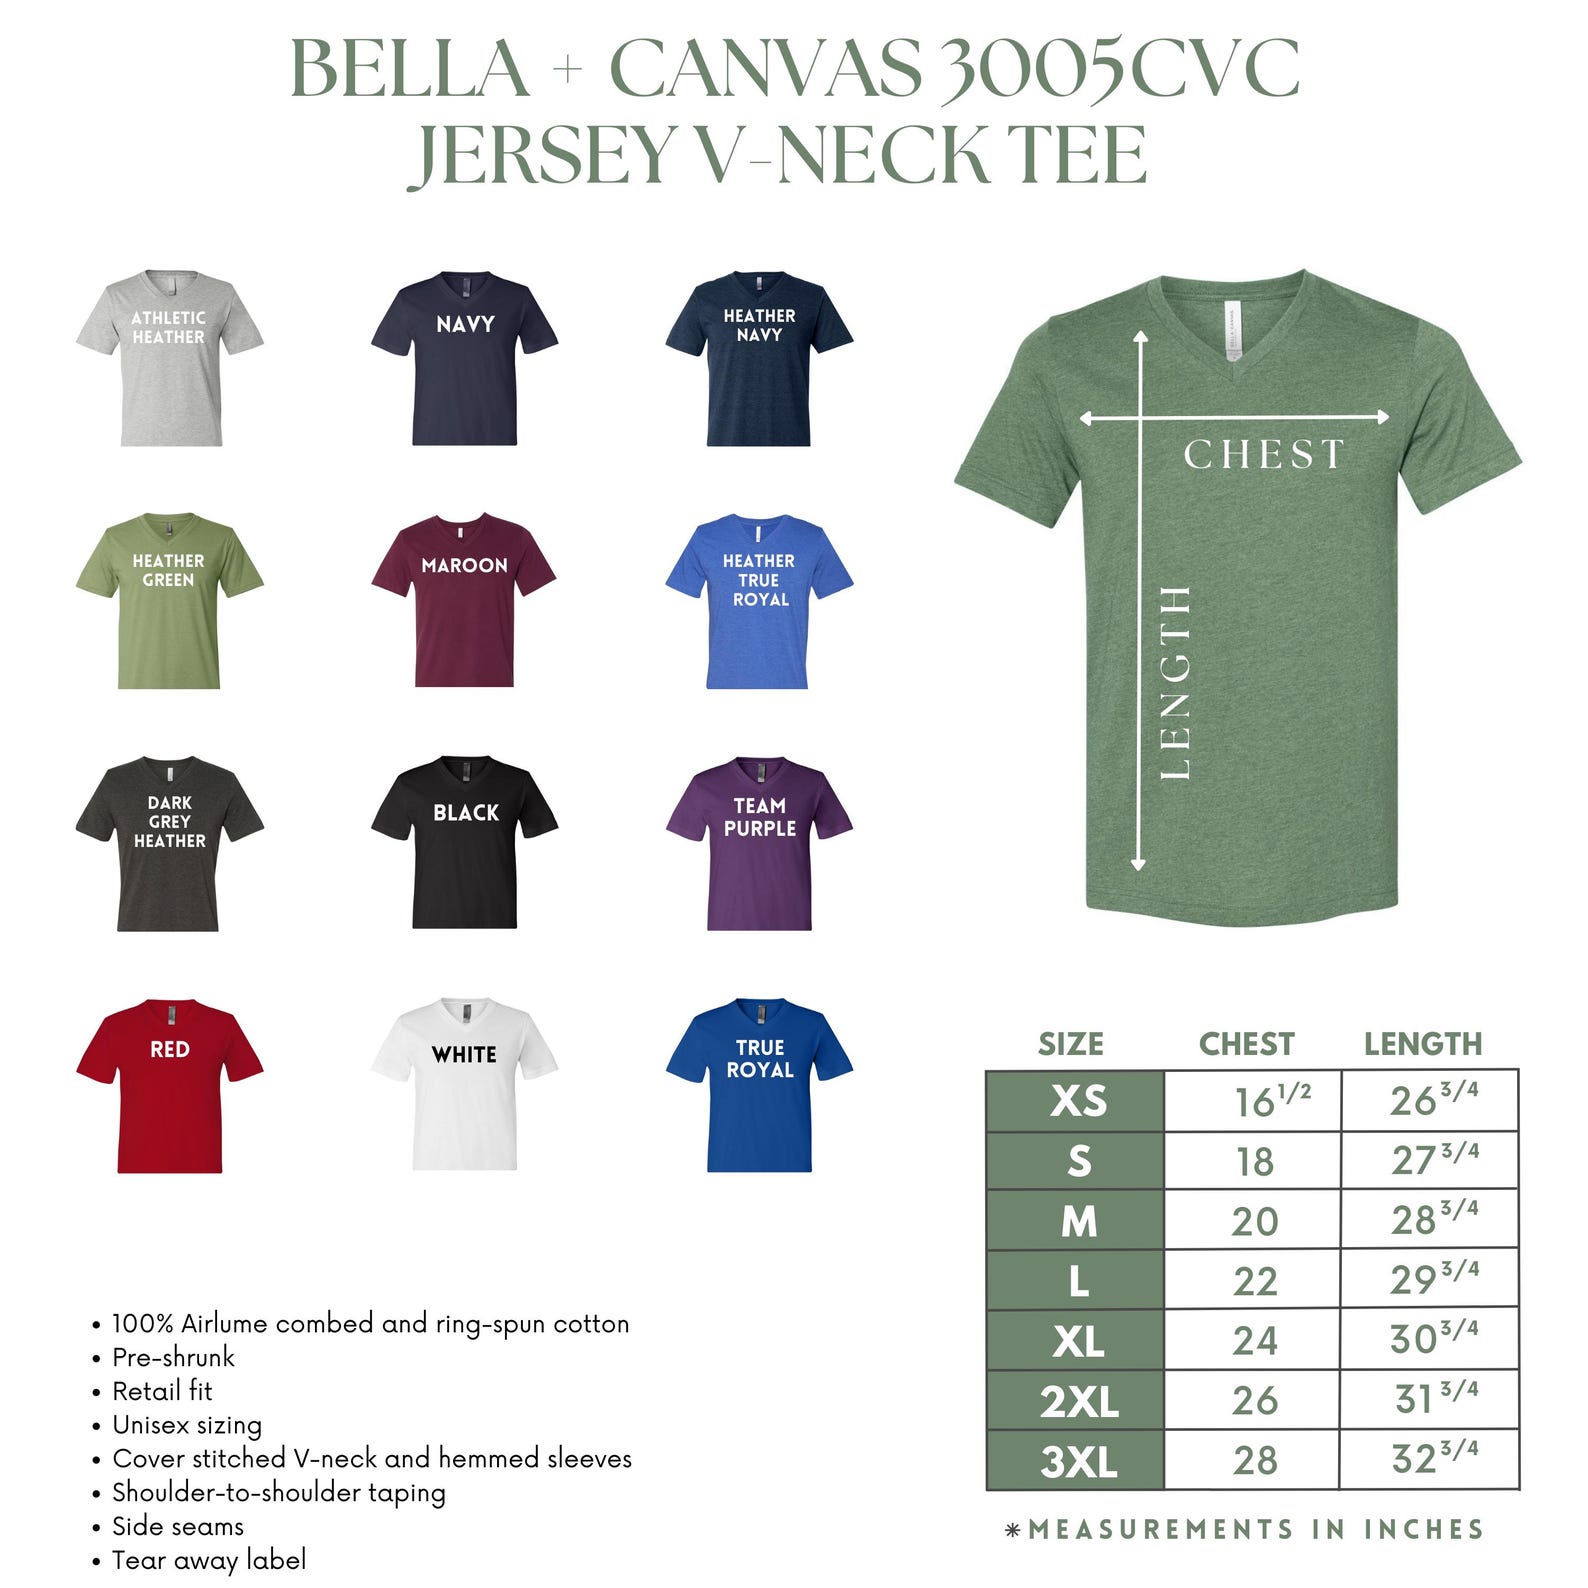 BELLA + CANVAS 3005CVC
JERSEY V-NECK TEE
ATHLETIC
HEATHER
NAVY
HEATHER
NAVY
HEATHER
GREEN
MAROON
HEATHER
TRUE
ROYAL
DARK
GREY
HEATHER
BLACK
TEAM
PURPLE
RED
WHITE
TRUE
ROYAL
BELLA+CANVAS
CHEST
LENGTH
SIZE CHEST LENGTH
XS 16 1/2 26 3/4
S 18 27 3/4
M 20 28 3/4
L 22 29 3/4
XL 24 30 3/4
2XL 26 31 3/4
3XL 28 32 3/4
*MEASUREMENTS IN INCHES
• 100% Airlume combed and ring-spun cotton
• Pre-shrunk
• Retail fit
• Unisex sizing
• Cover stitched V-neck and hemmed sleeves
• Shoulder-to-shoulder taping
• Side seams
• Tear away label